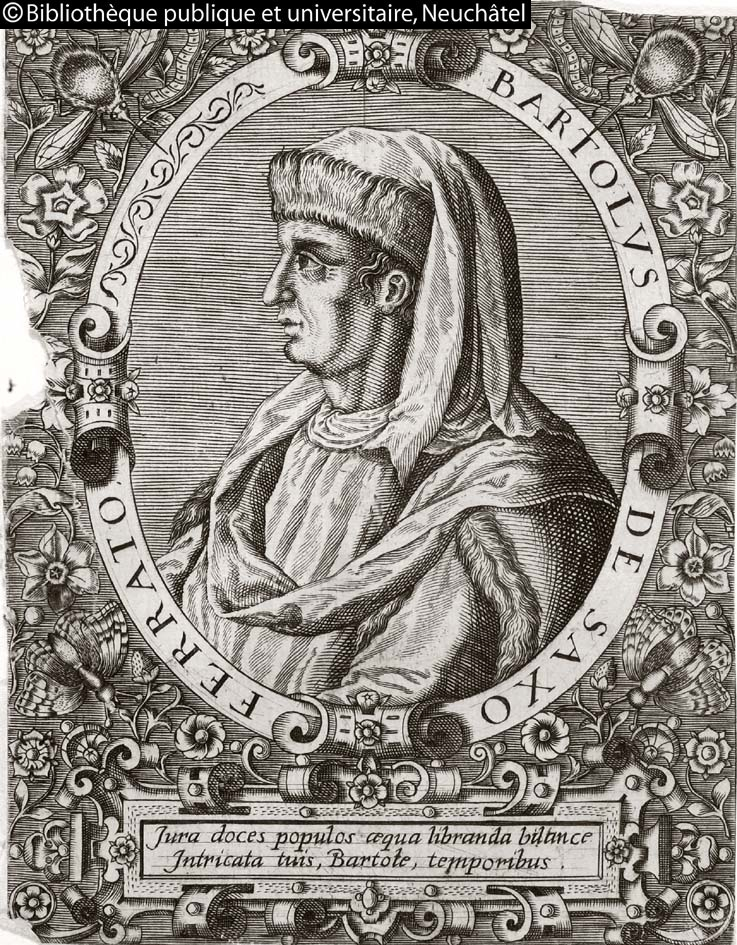 ©Bibliothèque publique et universitaire, Neuchâtel
BARTOLVS
DE SAXO
FERRATO
Jura doces populos æqua libranda bilance
Intricata tuis, Bartole, temporibus.